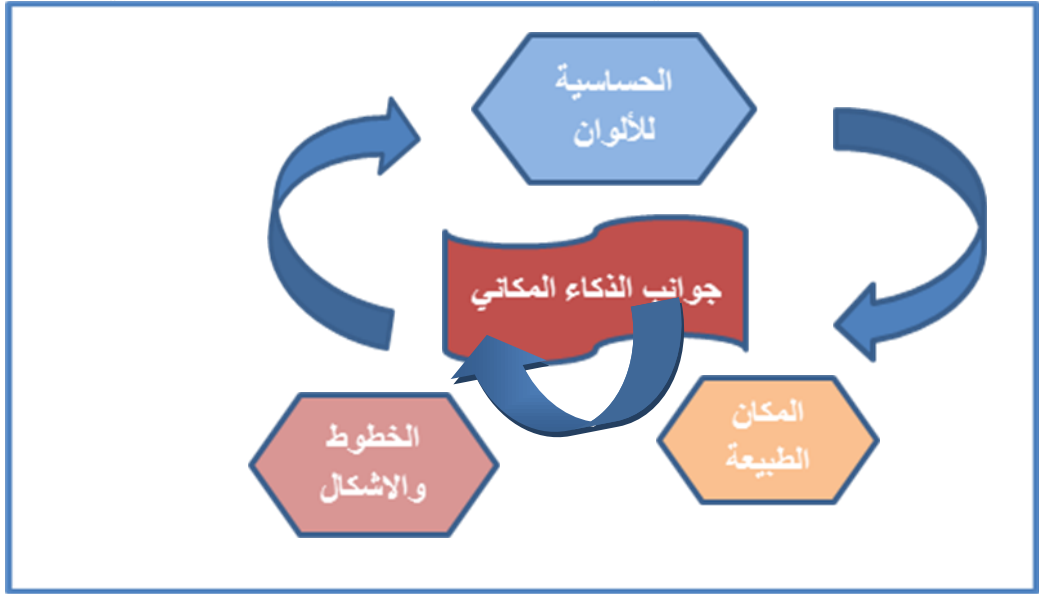 الحساسية
للألوان
جوانب الذكاء المكاني
المكان
الطبيعة
الخطوط
والاشكال